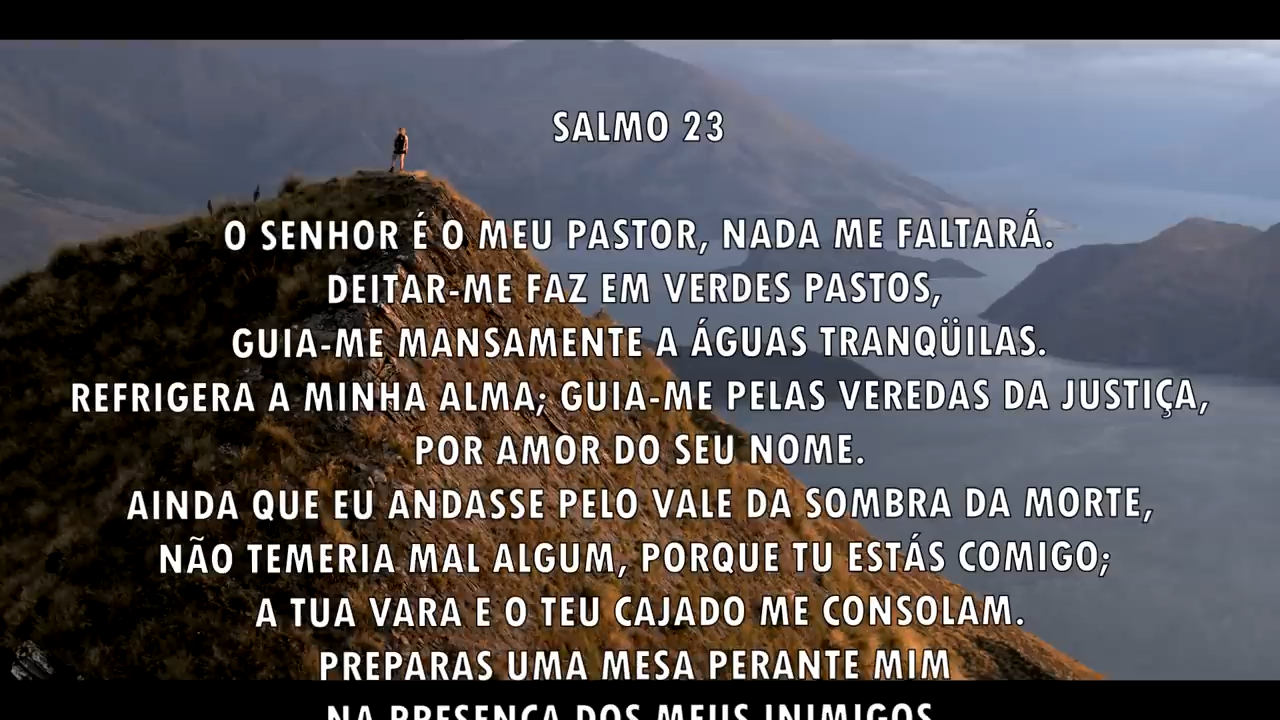 SALMO 23
O SENHOR É O MEU PASTOR, NADA ME FALTARÁ.
DEITAR-ME FAZ EM VERDES PASTOS,
GUIA-ME MANSAMENTE A ÁGUAS TRANQÜILAS.
REFRIGERA A MINHA ALMA; GUIA-ME PELAS VEREDAS DA JUSTIÇA,
POR AMOR DO SEU NOME.
AINDA QUE EU ANDASSE PELO VALE DA SOMBRA DA MORTE,
NÃO TEMERIA MAL ALGUM, PORQUE TU ESTÁS COMIGO;
A TUA VARA E O TEU CAJADO ME CONSOLAM.
PREPARAS UMA MESA PERANTE MIM
NA PRESENÇA DOS MEUS INIMIGOS